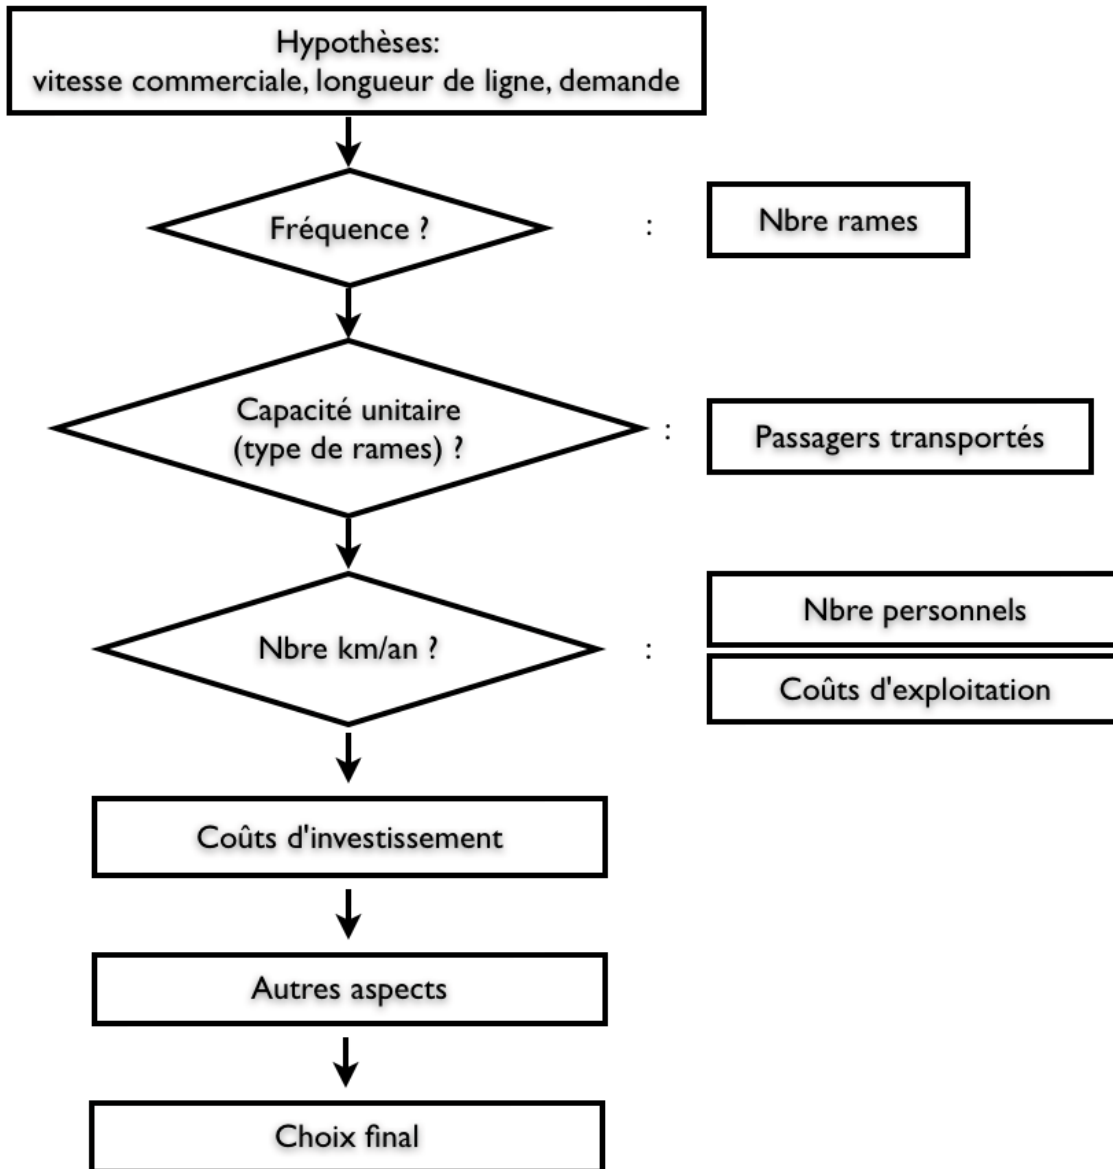 Hypothèses:
vitesse commerciale, longueur de ligne, demande
Fréquence ?
:
Nbre rames
Capacité unitaire
(type de rames) ?
:
Passagers transportés
Nbre km/an ?
:
Nbre personnels
Coûts d'exploitation
Coûts d'investissement
Autres aspects
Choix final